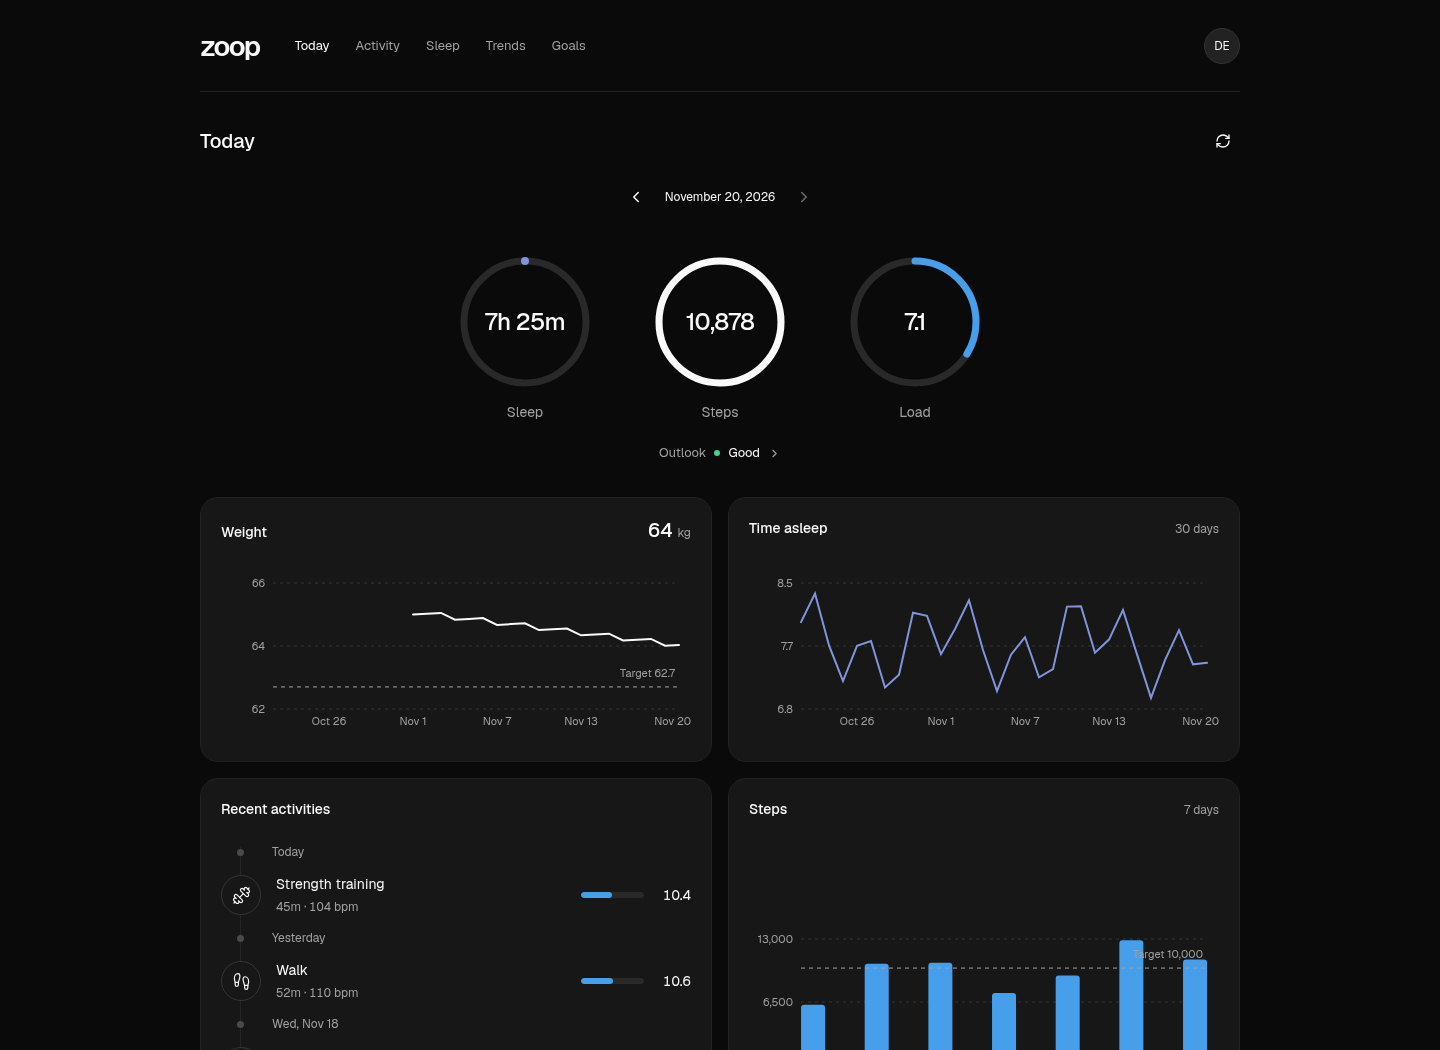 zoop
Today Activity Sleep Trends Goals
DE
Today
November 20, 2026
7h 25m 10,878 7.1
Sleep Steps Load
Outlook Good
Weight 64 kg
66
64
Target 62.7
62
Oct 26 Nov 1 Nov 7 Nov 13 Nov 20
Time asleep 30 days
8.5
7.7
6.8
Oct 26 Nov 1 Nov 7 Nov 13 Nov 20
Recent activities
Today
Strength training
45m · 104 bpm
10.4
Yesterday
Walk
52m · 110 bpm
10.6
Wed, Nov 18
Steps 7 days
13,000
Target 10,000
6,500